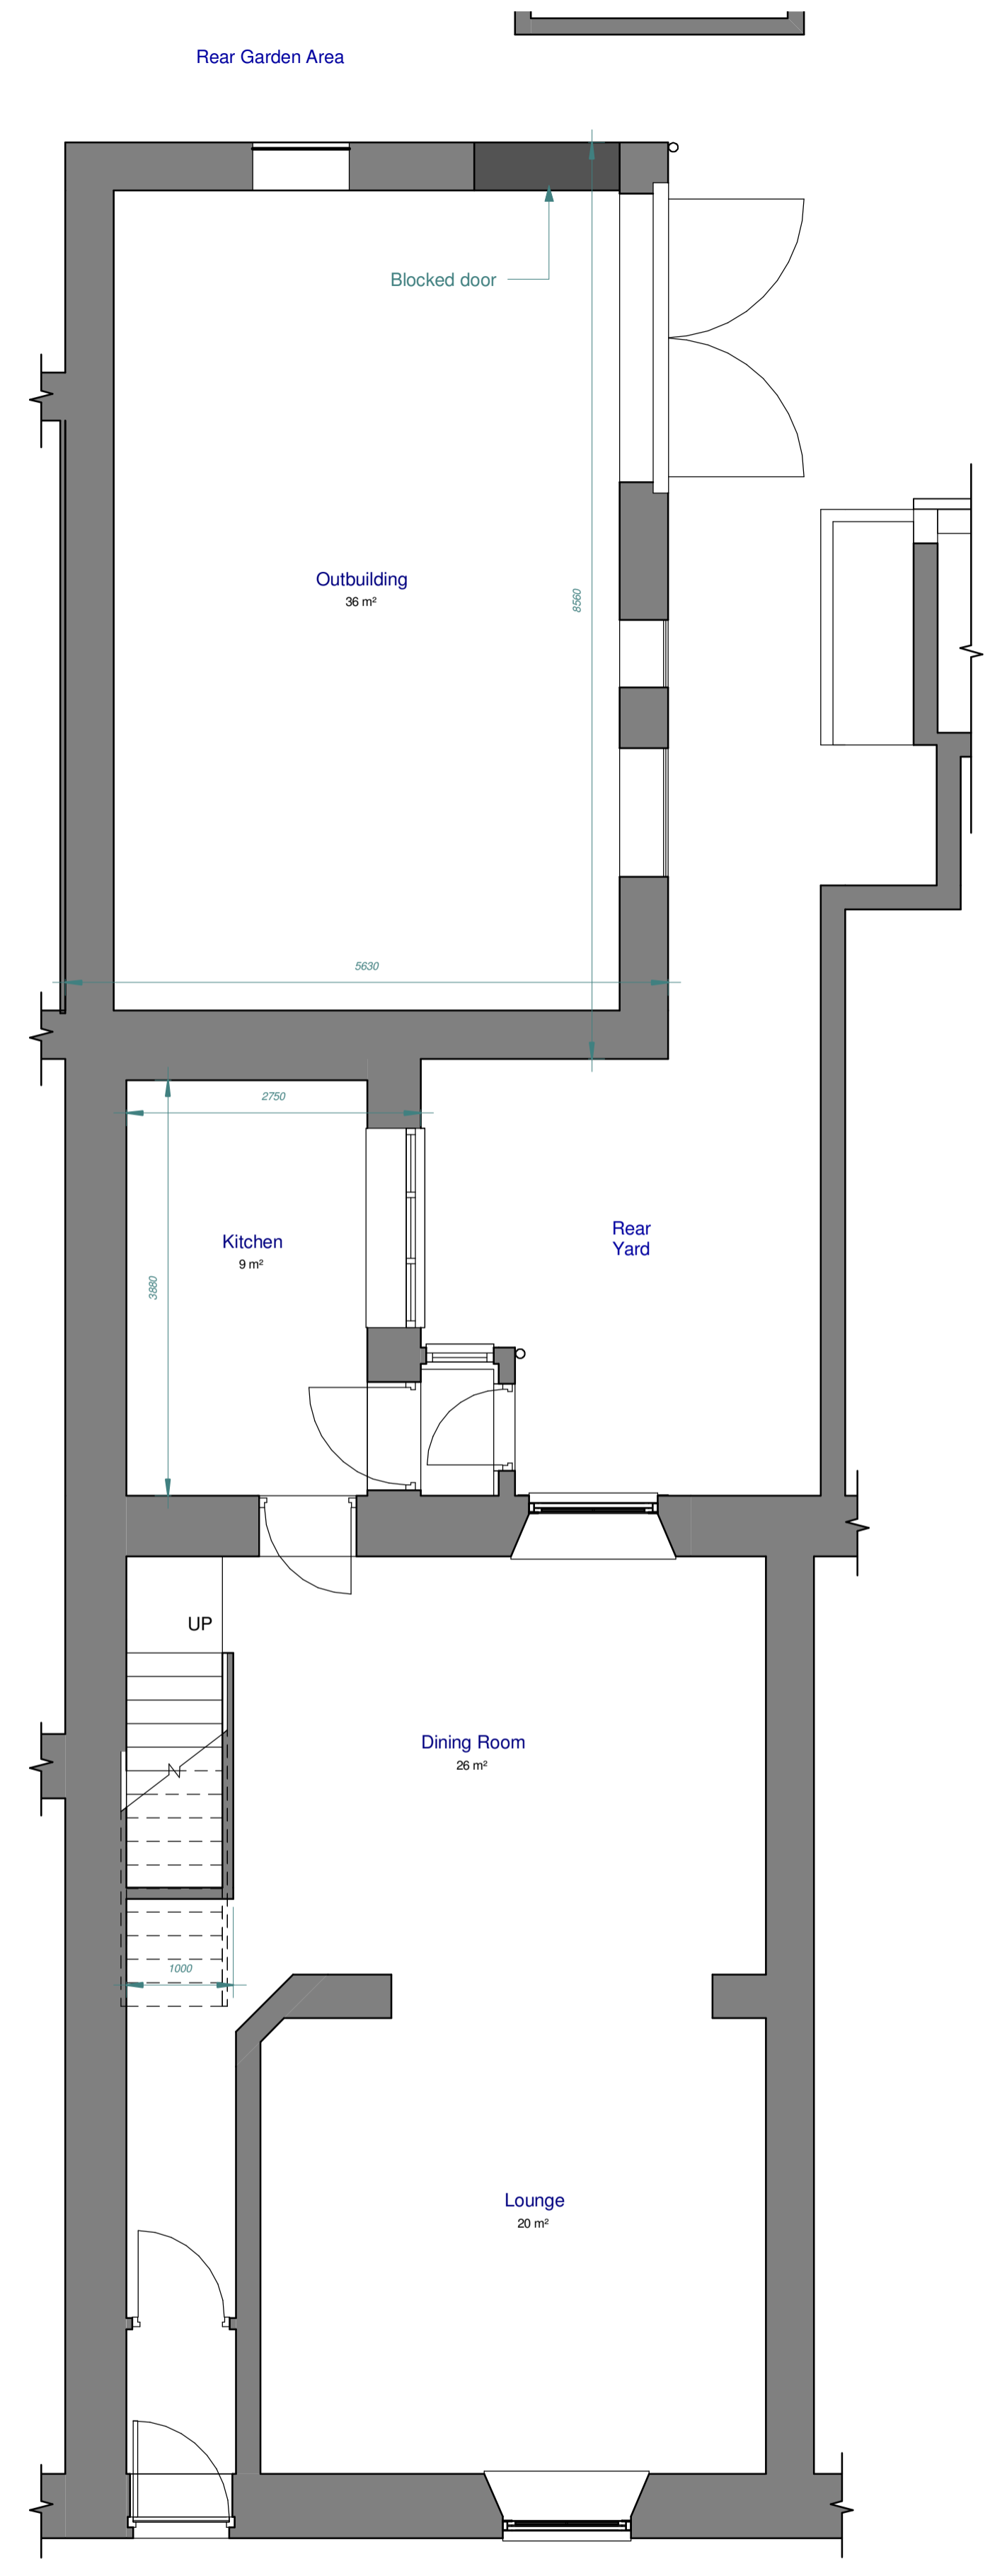 Rear Garden Area
Blocked door
Outbuilding
36 m²
8560
5630
2750
Kitchen
9 m²
3880
Rear
Yard
UP
Dining Room
26 m²
1000
Lounge
20 m²